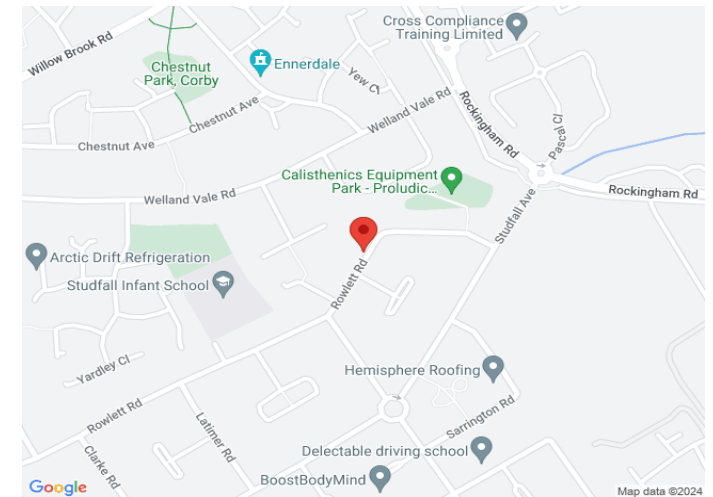 Cross Compliance
Training Limited
Willow Brook Rd
Chestnut
Park, Corby
Ennerdale
Yew Cl
Chestnut Ave
Chestnut Ave
Welland Vale Rd
Rockingham Rd
Pascal Cl
Calisthenics Equipment
Park - Proludic...
Rockingham Rd
Welland Vale Rd
Studfall Ave
Arctic Drift Refrigeration
Studfall Infant School
Rowlett Rd
Yardley Cl
Hemisphere Roofing
Rowlett Rd
Latimer Rd
Sarrington Rd
Clarke Rd
Delectable driving school
BoostBodyMind
Google
Map data ©2024